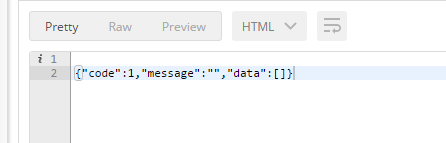 Pretty Raw Preview HTML
i 1
2 {"code":1,"message":"","data":[]}